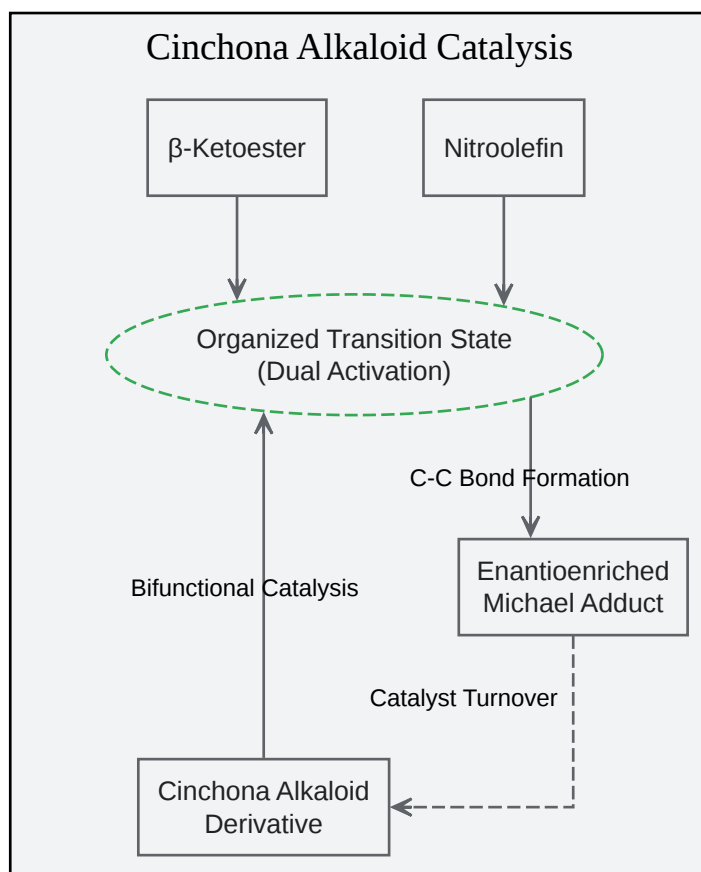 Cinchona Alkaloid Catalysis
β-Ketoester
Nitroolefin
Organized Transition State
(Dual Activation)
C-C Bond Formation
Enantioenriched
Michael Adduct
Bifunctional Catalysis
Catalyst Turnover
Cinchona Alkaloid
Derivative